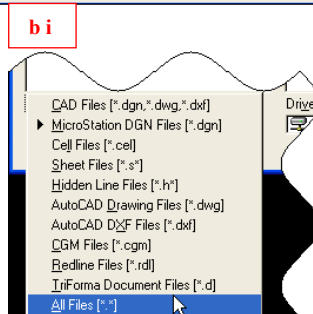 b i
CAD Files [*.dgn,*.dwg,*.dxf]
Drive
MicroStation DGN Files [*.dgn]
Cell Files [*.cel]
Sheet Files [*.s*]
Hidden Line Files [*.h*]
AutoCAD Drawing Files [*.dwg]
AutoCAD DXF Files [*.dxf]
CGM Files [*.cgm]
Redline Files [*.rdl]
TriForma Document Files [*.d]
All Files [*.*]